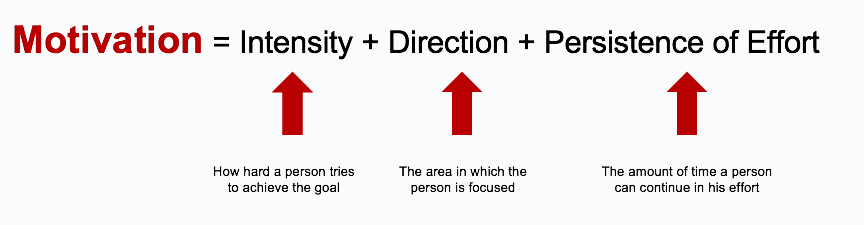 Motivation = Intensity + Direction + Persistence of Effort
How hard a person tries
to achieve the goal
The area in which the
person is focused
The amount of time a person
can continue in his effort